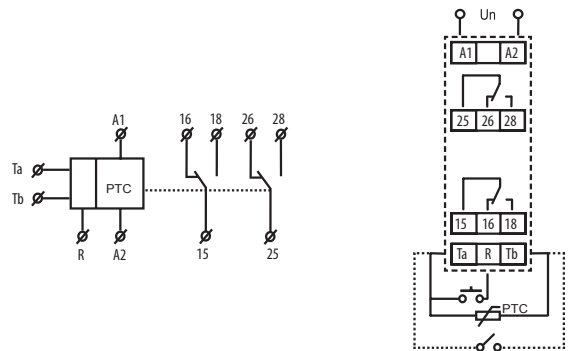 Un
A1 A2
25 26 28
15 16 18
Ta R Tb
PTC
A1 16 18 26 28
Ta
Tb
PTC
R A2 15 25